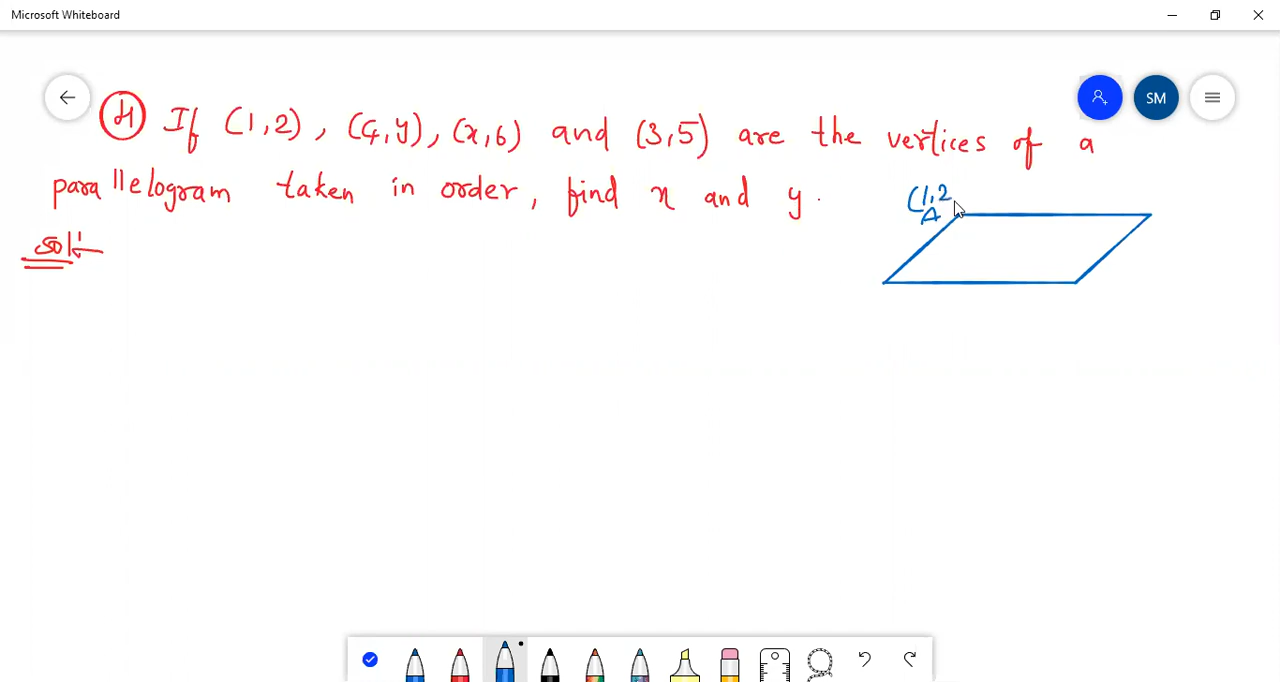 Microsoft Whiteboard
SM
If (1,2), (4,y), (x,6) and (3,5) are the vertices of a
parallelogram taken in order, find x and y.
(1,2
A
Sol